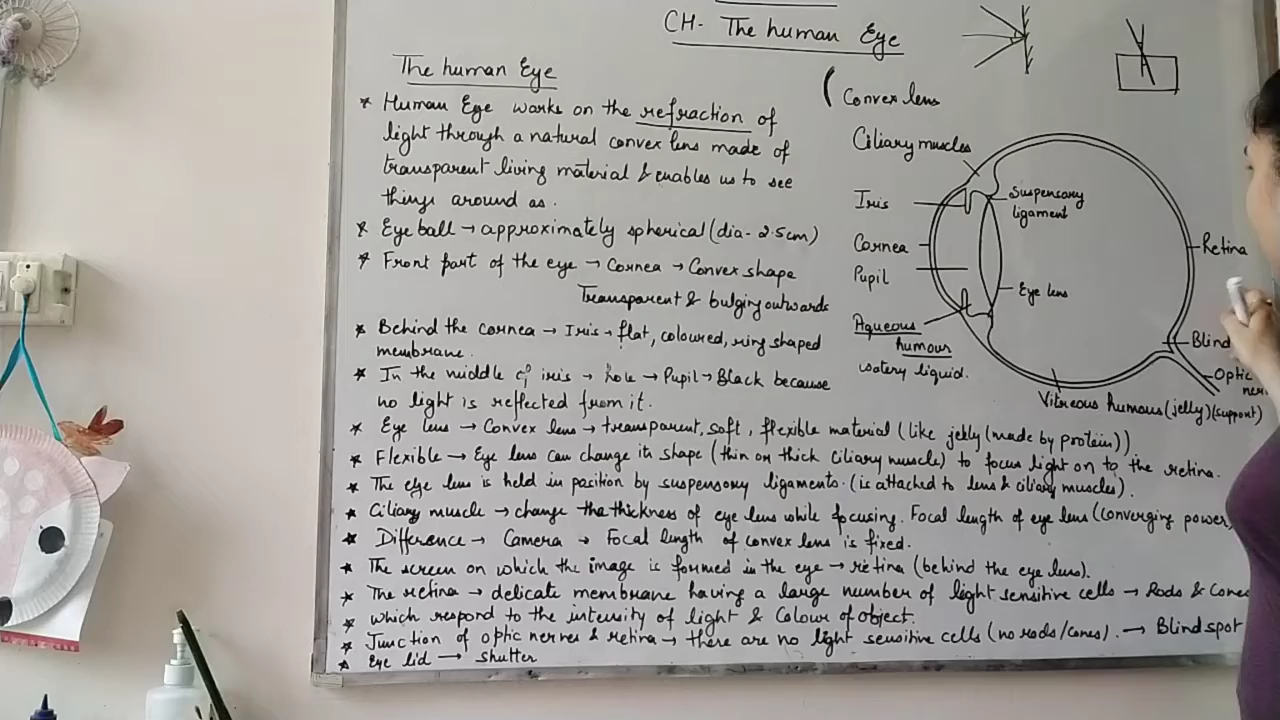 CH- The human Eye
The human Eye
* Human Eye works on the refraction of
light through a natural convex lens made of
transparent living material & enables us to see
things around as.
* Eye ball → approximately spherical (dia- 2.5cm)
* Front part of the eye → Cornea → Convex shape
Transparent & bulging outwards
* Behind the cornea → Iris → flat, coloured, ring shaped
membrane.
* In the middle of iris → hole → Pupil → Black because
no light is reflected from it.
* Eye lens → Convex lens → transparent, soft, flexible material (like jelly (made by protein))
* Flexible → Eye lens can change its shape (thin or thick ciliary muscle) to focus light on to the retina.
* The eye lens is held in position by suspensory ligaments. (is attached to lens & ciliary muscles).
* Ciliary muscle → change the thickness of eye lens while focusing. Focal length of eye lens (converging power
* Difference → Camera → Focal length of convex lens is fixed.
* The screen on which the image is formed in the eye → retina (behind the eye lens).
* The retina → delicate membrane having a large number of light sensitive cells → Rods & Cones
* which respond to the intensity of light & Colour of object.
* Junction of optic nerves & retina → there are no light sensitive cells (no rods/cones). → Blind spot
* Eye lid → shutter
( Convex lens
Ciliary muscles
Iris
Suspensory
ligament
Cornea
Retina
Pupil
Eye lens
Aqueous
humous
watery liquid.
Blind
Optic
ner
Vitreous humous (jelly) (support)